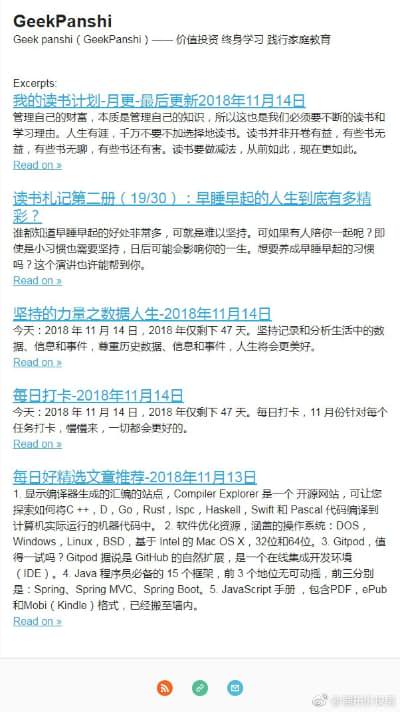 GeekPanshi
Geek panshi（GeekPanshi）—— 价值投资 终身学习 践行家庭教育
Excerpts:
我的读书计划-月更-最后更新2018年11月14日
管理自己的财富，本质是管理自己的知识，所以这也是我们必须要不断的读书和
学习理由。人生有涯，千万不要不加选择地读书。读书并非开卷有益，有些书无
益，有些书无聊，有些书还有害。读书要做减法，从前如此，现在更如此。
Read on »
读书札记第二册（19/30）：早睡早起的人生到底有多精
彩？
谁都知道早睡早起的好处非常多，可就是难以坚持。可如果有人陪你一起呢？即
使是小习惯也需要坚持，日后可能会影响你的一生。想要养成早睡早起的习惯
吗？这个演讲也许能帮到你。
Read on »
坚持的力量之数据人生-2018年11月14日
今天：2018 年 11 月 14 日，2018 年仅剩下 47 天。坚持记录和分析生活中的数
据、信息和事件，尊重历史数据、信息和事件，人生将会更美好。
Read on »
每日打卡-2018年11月14日
今天：2018 年 11 月 14 日，2018 年仅剩下 47 天。每日打卡，11 月份针对每个
任务打卡，慢慢来，一切都会更好的。
Read on »
每日好精选文章推荐-2018年11月13日
1. 显示编译器生成的汇编的站点，Compiler Explorer 是一个 开源网站，可让您
探索如何将C ++，D，Go，Rust，Ispc，Haskell，Swift 和 Pascal 代码编译到
计算机实际运行的机器代码中。 2. 软件优化资源，涵盖的操作系统：DOS，
Windows，Linux，BSD，基于 Intel 的 Mac OS X，32位和64位。3. Gitpod，值
得一试吗？Gitpod 据说是 GitHub 的自然扩展，是一个在线集成开发环境
（IDE）。4. Java 程序员必备的 15 个框架，前 3 个地位无可动摇，前三分别
是：Spring、Spring MVC、Spring Boot。5. JavaScript 手册 ，包含PDF，ePub
和Mobi（Kindle）格式，已经搬至墙内。
Read on »